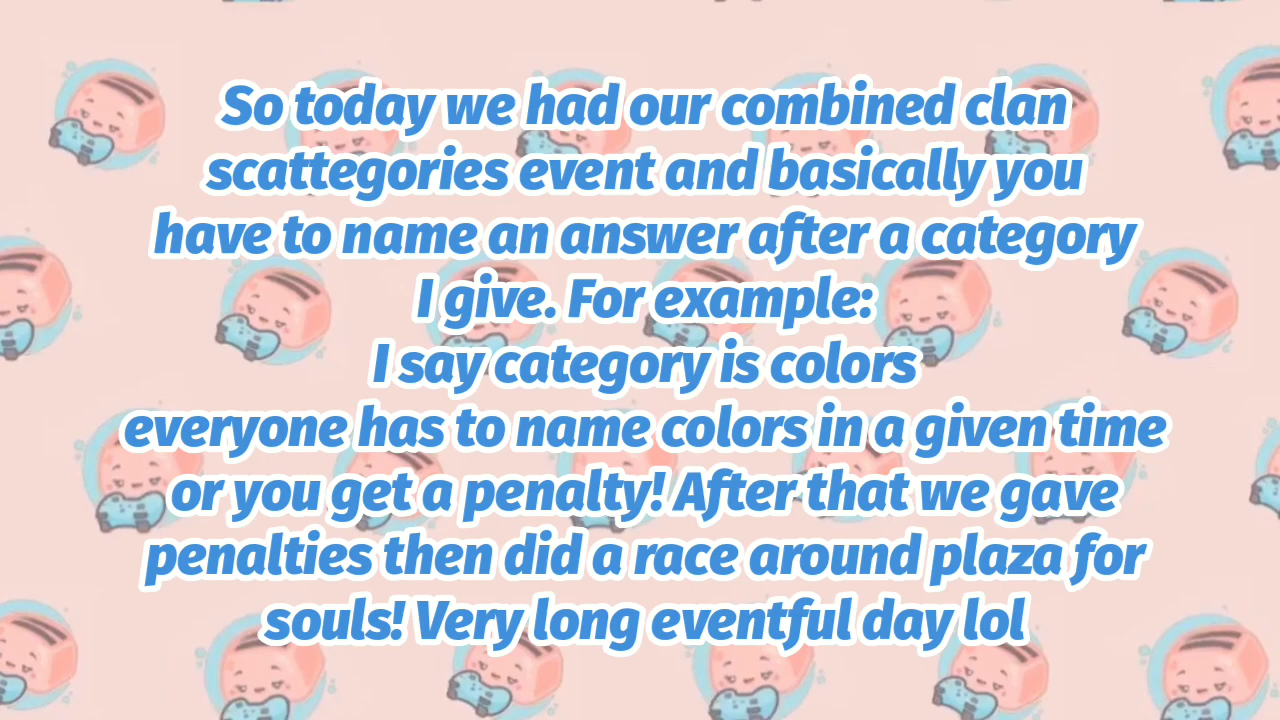 So today we had our combined clan
scattegories event and basically you
have to name an answer after a category
I give. For example:
I say category is colors
everyone has to name colors in a given time
or you get a penalty! After that we gave
penalties then did a race around plaza for
souls! Very long eventful day lol